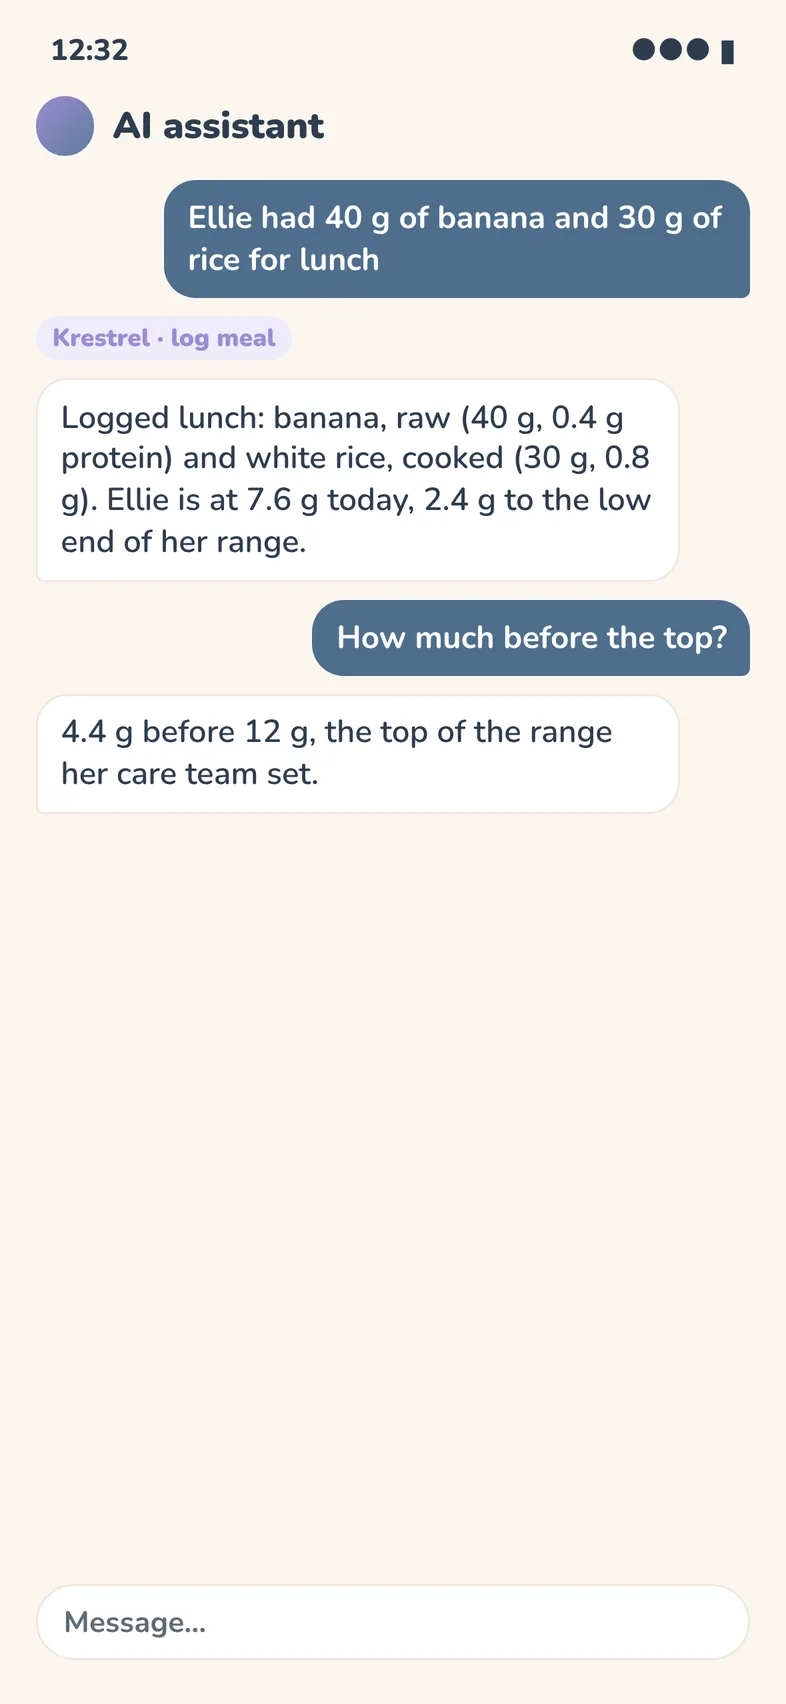 12:32
AI assistant
Ellie had 40 g of banana and 30 g of
rice for lunch
Krestrel · log meal
Logged lunch: banana, raw (40 g, 0.4 g
protein) and white rice, cooked (30 g, 0.8
g). Ellie is at 7.6 g today, 2.4 g to the low
end of her range.
How much before the top?
4.4 g before 12 g, the top of the range
her care team set.
Message...